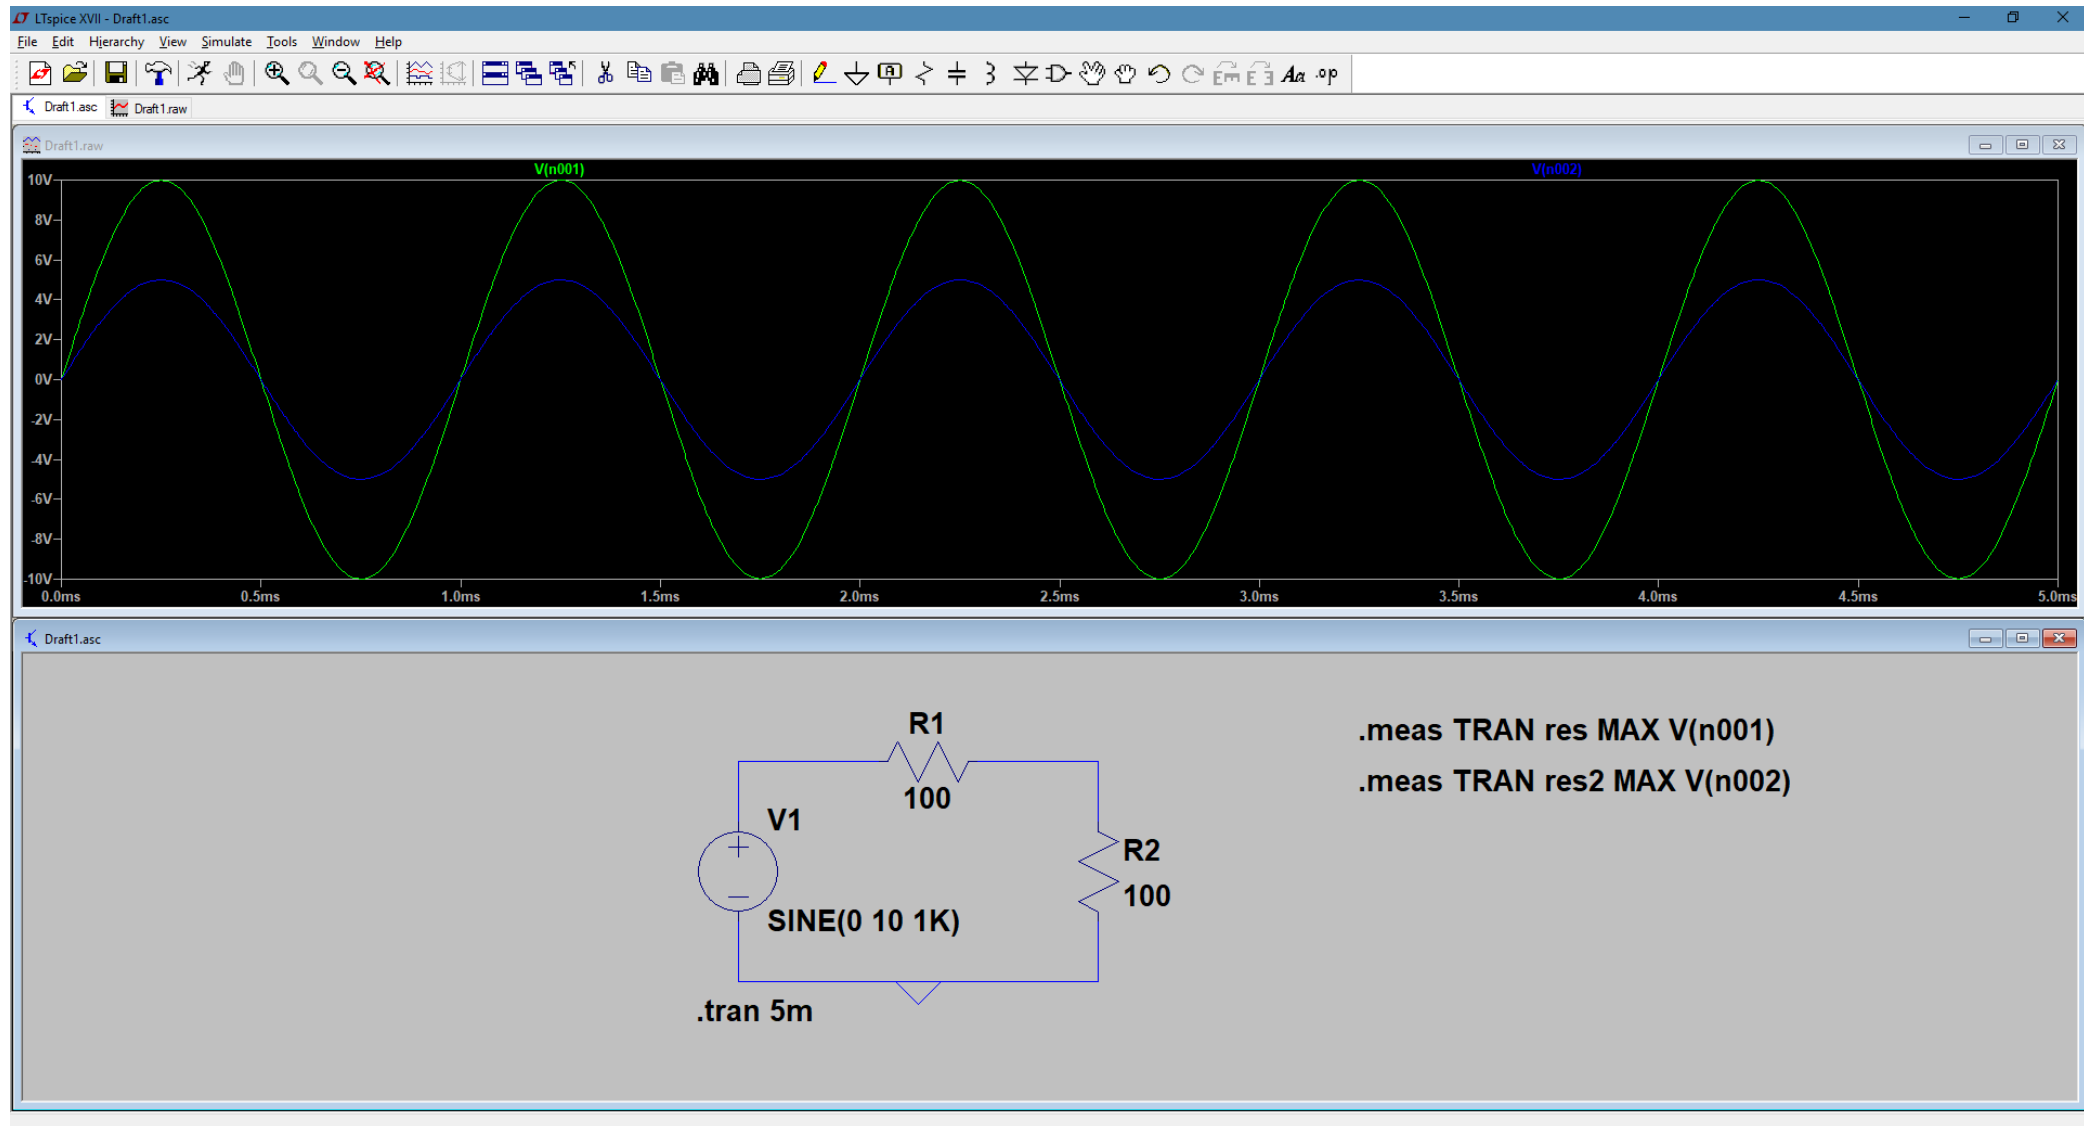 LTspice XVII - Draft1.asc
File Edit Hierarchy View Simulate Tools Window Help
Draft1.asc Draft1.raw
Draft1.raw
V(n001) V(n002)
10V
8V
6V
4V
2V
0V
-2V
-4V
-6V
-8V
-10V
0.0ms 0.5ms 1.0ms 1.5ms 2.0ms 2.5ms 3.0ms 3.5ms 4.0ms 4.5ms 5.0ms
Draft1.asc
R1
100
V1
SINE(0 10 1K)
R2
100
.tran 5m
.meas TRAN res MAX V(n001)
.meas TRAN res2 MAX V(n002)